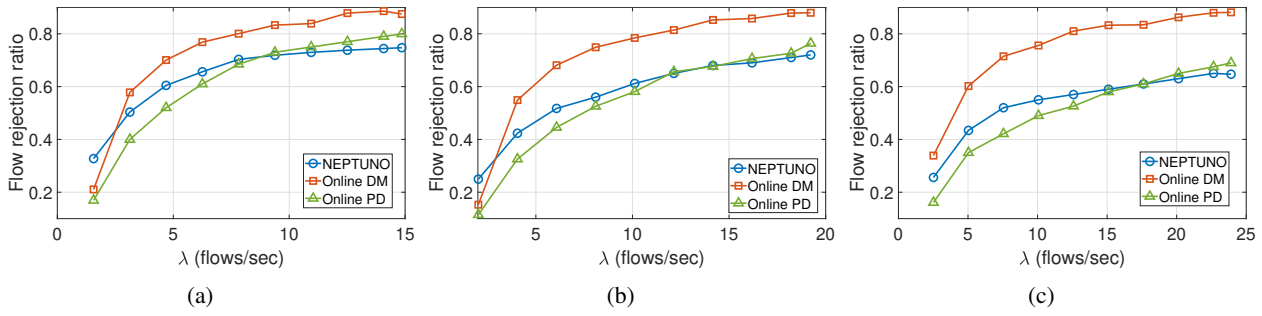 Flow rejection ratio
0.8
0.6
0.4
0.2
NEPTUNO
Online DM
Online PD
0 5 10 15
λ (flows/sec)
(a)
Flow rejection ratio
0.8
0.6
0.4
0.2
NEPTUNO
Online DM
Online PD
5 10 15 20
λ (flows/sec)
(b)
Flow rejection ratio
0.8
0.6
0.4
0.2
NEPTUNO
Online DM
Online PD
0 5 10 15 20 25
λ (flows/sec)
(c)